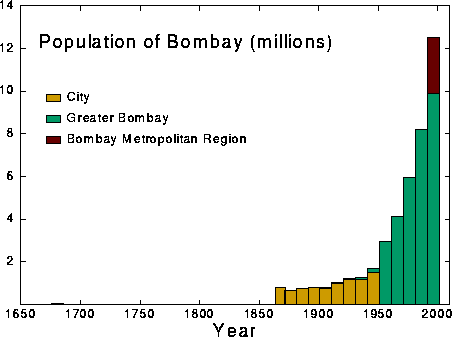 14
Population of Bombay (millions)
12
10
City
Greater Bombay
8
Bombay Metropolitan Region
6
4
2
1650 1700 1750 1800 1850 1900 1950 2000
Year